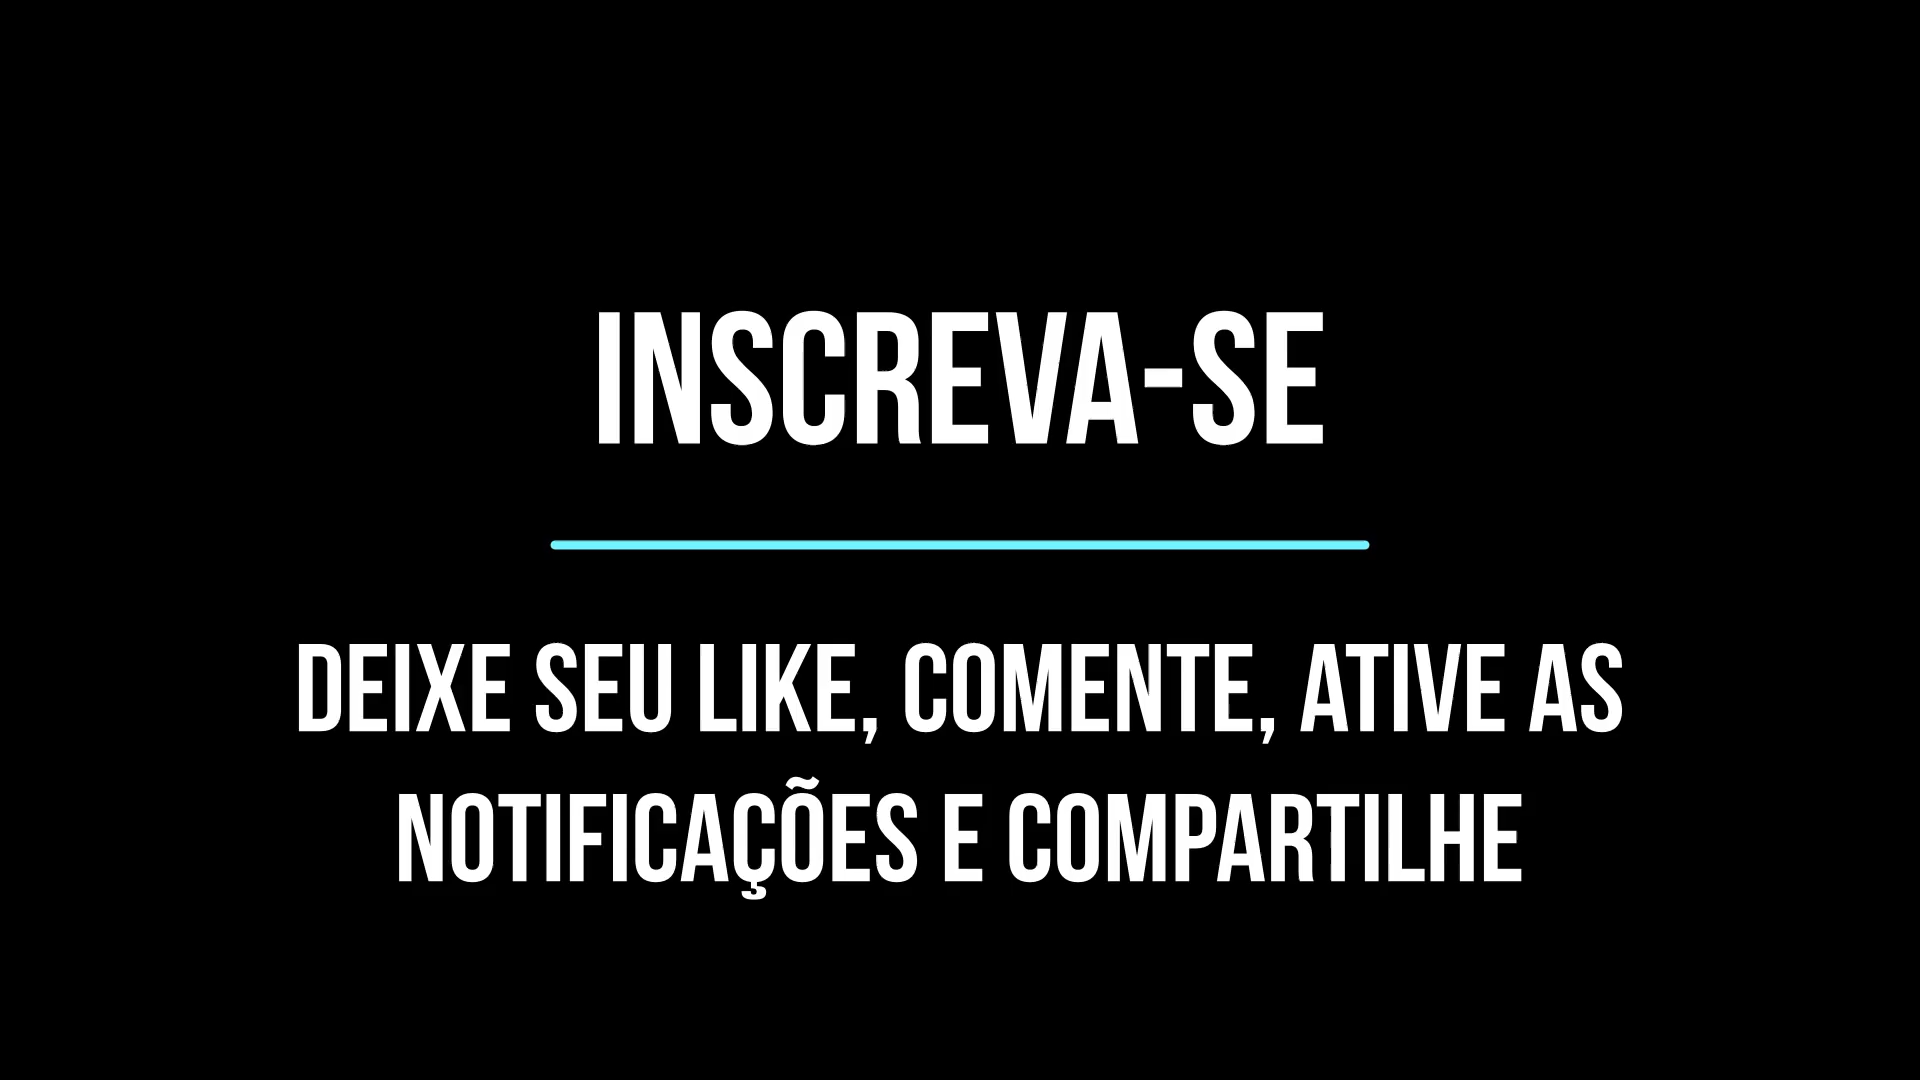 INSCREVA-SE
DEIXE SEU LIKE, COMENTE, ATIVE AS
NOTIFICAÇÕES E COMPARTILHE